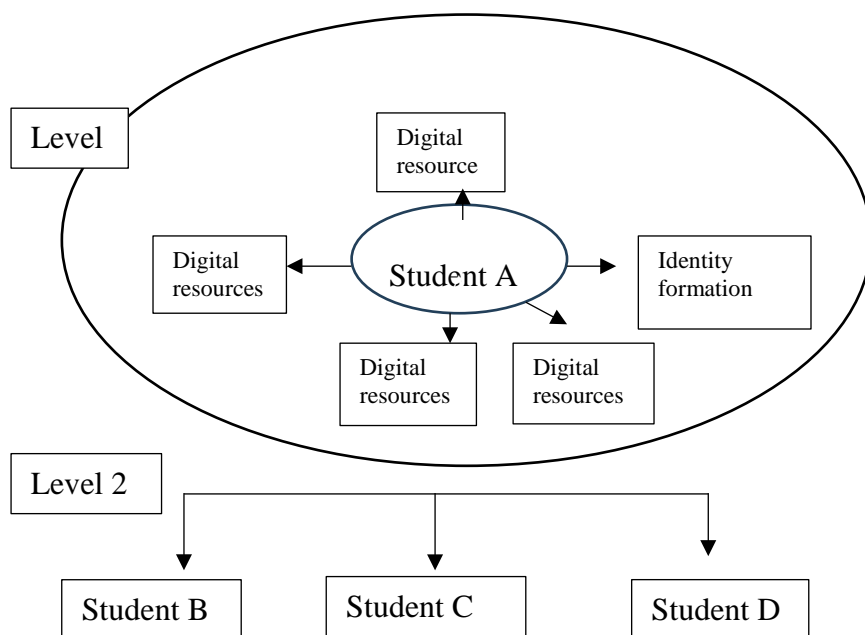 Level
Digital
resource
Digital
resources
Student A
Identity
formation
Digital
resources
Digital
resources
Level 2
Student B
Student C
Student D